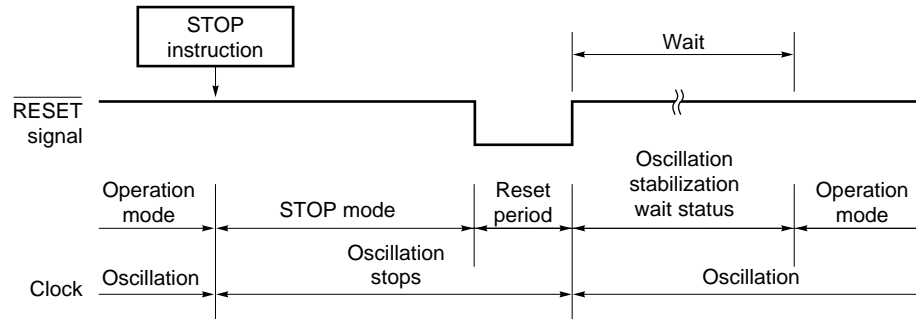 STOP
instruction
Wait
RESET
signal
Operation
mode
STOP mode
Reset
period
Oscillation
stabilization
wait status
Operation
mode
Clock
Oscillation
Oscillation
stops
Oscillation